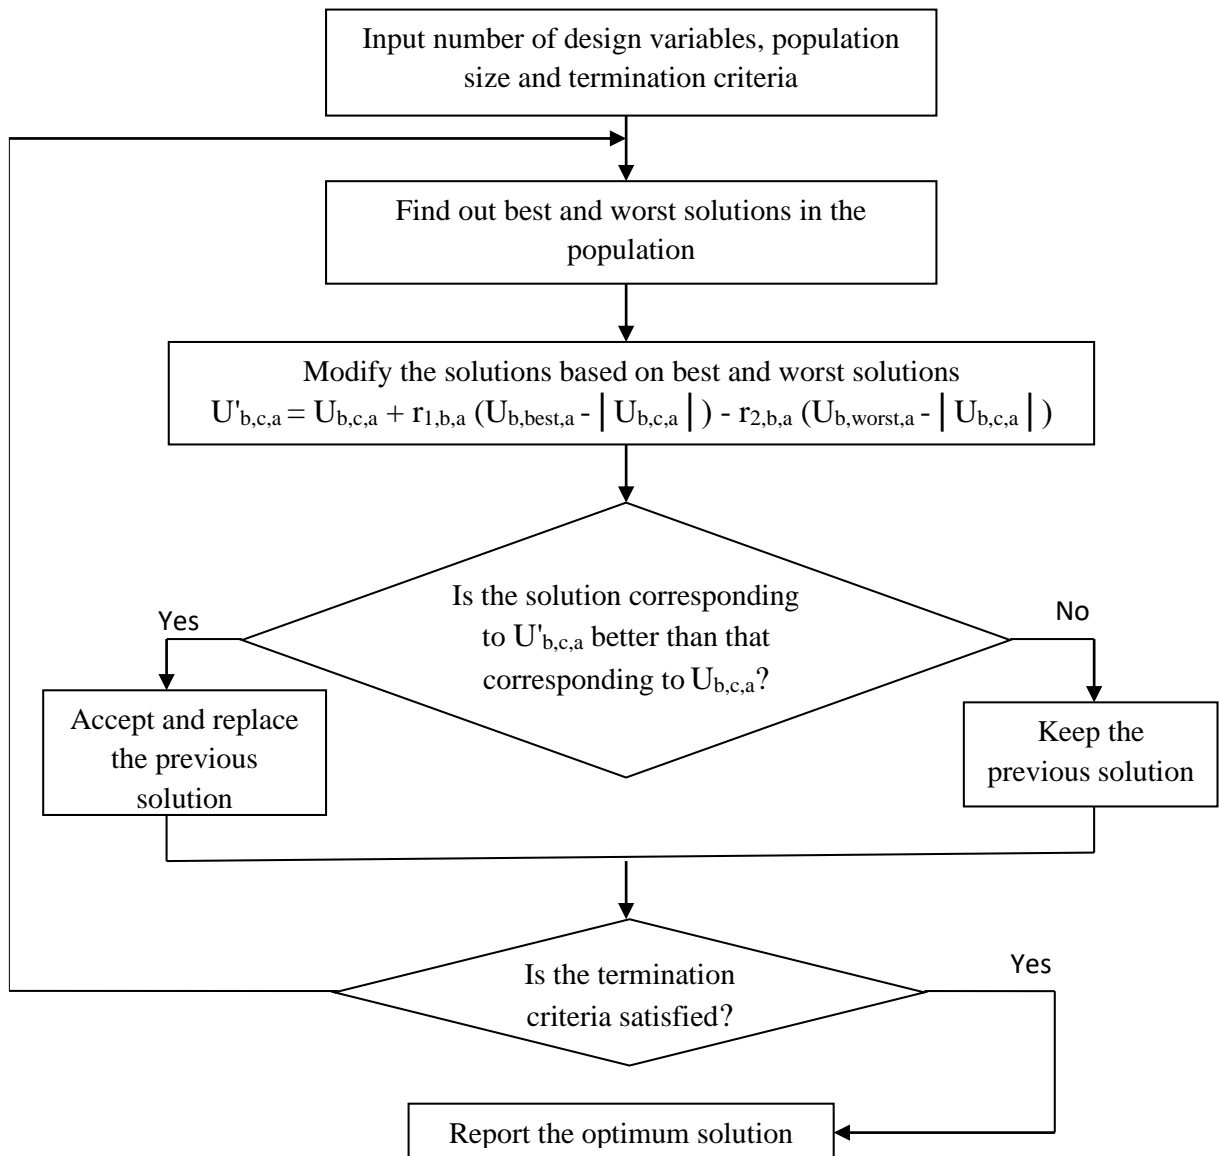 Input number of design variables, population
size and termination criteria
Find out best and worst solutions in the
population
Modify the solutions based on best and worst solutions
U'b,c,a = Ub,c,a + r1,b,a (Ub,best,a - | Ub,c,a | ) - r2,b,a (Ub,worst,a - | Ub,c,a | )
Is the solution corresponding
to U'b,c,a better than that
corresponding to Ub,c,a?
Yes
No
Accept and replace
the previous
solution
Keep the
previous solution
Is the termination
criteria satisfied?
Yes
Report the optimum solution